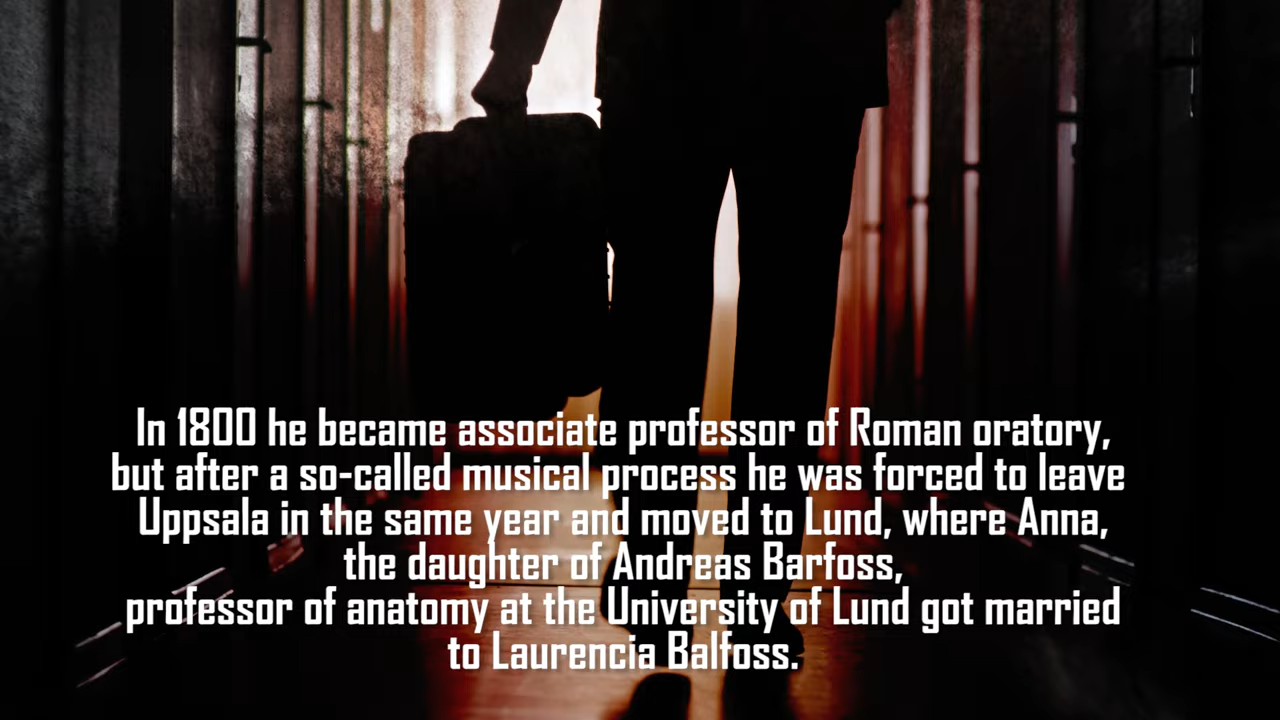 In 1800 he became associate professor of Roman oratory,
but after a so-called musical process he was forced to leave
Uppsala in the same year and moved to Lund, where Anna,
the daughter of Andreas Barfoss,
professor of anatomy at the University of Lund got married
to Laurencia Balfoss.